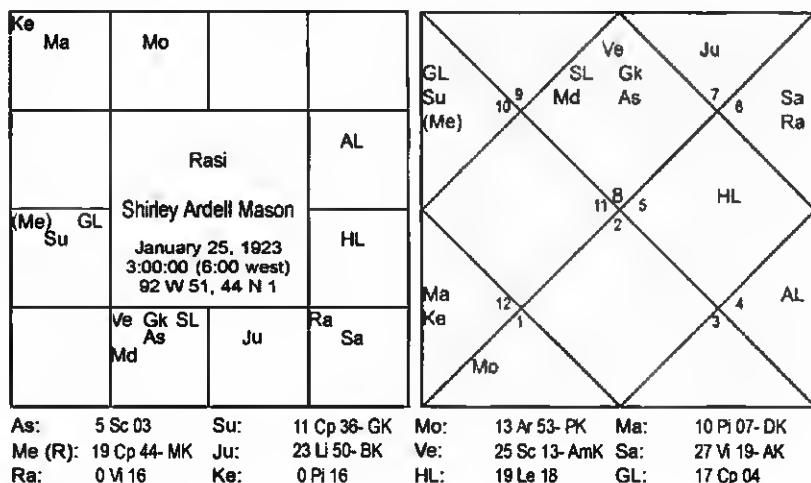 Ke
Ma
Mo
AL
(Me) GL
Su
HL
Rasi
Shirley Ardell Mason
January 25, 1923
3:00:00 (6:00 west)
92 W 51, 44 N 1
Ve Gk SL
As
Md
Ju
Ra
Sa
Ve
Ju
GL
SL Gk
Su
9
Md As
7
Sa
(Me)
10
6
Ra
HL
8
11 5
2
Ma
12
4
AL
Ke
1
3
Mo
As: 5 Sc 03 Su: 11 Cp 36- GK Mo: 13 Ar 53- PK Ma: 10 Pi 07- DK
Me (R): 19 Cp 44- MK Ju: 23 Li 50- BK Ve: 25 Sc 13- AmK Sa: 27 Vi 19- AK
Ra: 0 Vi 16 Ke: 0 Pi 16 HL: 19 Le 18 GL: 17 Cp 04